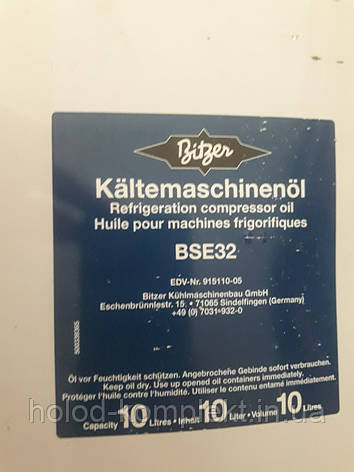 Bitzer
Kältemaschinenöl
Refrigeration compressor oil
Huile pour machines frigorifiques
BSE32
EDV-Nr. 915110-05
Bitzer Kühlmaschinenbau GmbH
Eschenbrünnlestr. 15 • 71065 Sindelfingen (Germany)
+49 (0) 7031-932-0
Öl vor Feuchtigkeit schützen. Angebrochene Gebinde sofort verbrauchen.
Keep oil dry. Use up opened oil containers immediately.
Protéger l'huile contre l'humidité. Utiliser le contenu entamé immédiatement.
Capacity 10 Litres • Inhalt 10 Liter • Volume 10 Litres
holod-komplekt.in.ua